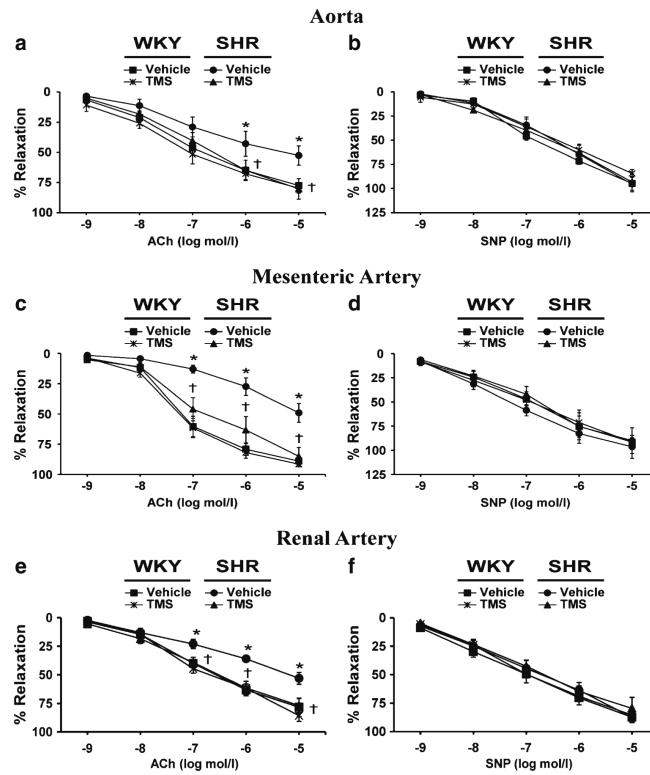 Aorta
a WKY SHR b WKY SHR
Vehicle Vehicle Vehicle Vehicle
TMS TMS TMS TMS
% Relaxation
0
25
50
75
100
* *
† †
-9 -8 -7 -6 -5
ACh (log mol/l)
% Relaxation
0
25
50
75
100
125
-9 -8 -7 -6 -5
SNP (log mol/l)
Mesenteric Artery
c WKY SHR d WKY SHR
Vehicle Vehicle Vehicle Vehicle
TMS TMS TMS TMS
% Relaxation
0
25
50
75
100
* * *
† † †
-9 -8 -7 -6 -5
ACh (log mol/l)
% Relaxation
0
25
50
75
100
125
-9 -8 -7 -6 -5
SNP (log mol/l)
Renal Artery
e WKY SHR f WKY SHR
Vehicle Vehicle Vehicle Vehicle
TMS TMS TMS TMS
% Relaxation
0
25
50
75
100
* * *
† † †
-9 -8 -7 -6 -5
ACh (log mol/l)
% Relaxation
0
25
50
75
100
-9 -8 -7 -6 -5
SNP (log mol/l)